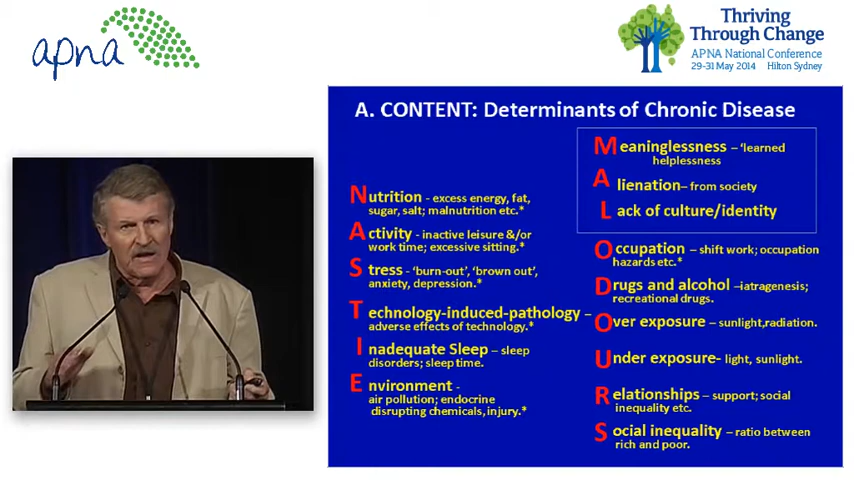 apna
Thriving
Through Change
APNA National Conference
29-31 May 2014 Hilton Sydney
A. CONTENT: Determinants of Chronic Disease
Nutrition - excess energy, fat,
sugar, salt; malnutrition etc.*
Activity - inactive leisure &/or
work time; excessive sitting.*
Stress - 'burn-out', 'brown out',
anxiety, depression.*
Technology-induced-pathology –
adverse effects of technology.*
Inadequate Sleep – sleep
disorders; sleep time.
Environment -
air pollution; endocrine
disrupting chemicals, injury.*
Meaninglessness – 'learned
helplessness
Alienation– from society
Lack of culture/identity
Occupation – shift work; occupation
hazards etc.*
Drugs and alcohol –iatragenesis;
recreational drugs.
Over exposure – sunlight,radiation.
Under exposure- light, sunlight.
Relationships – support; social
inequality etc.
Social inequality – ratio between
rich and poor.